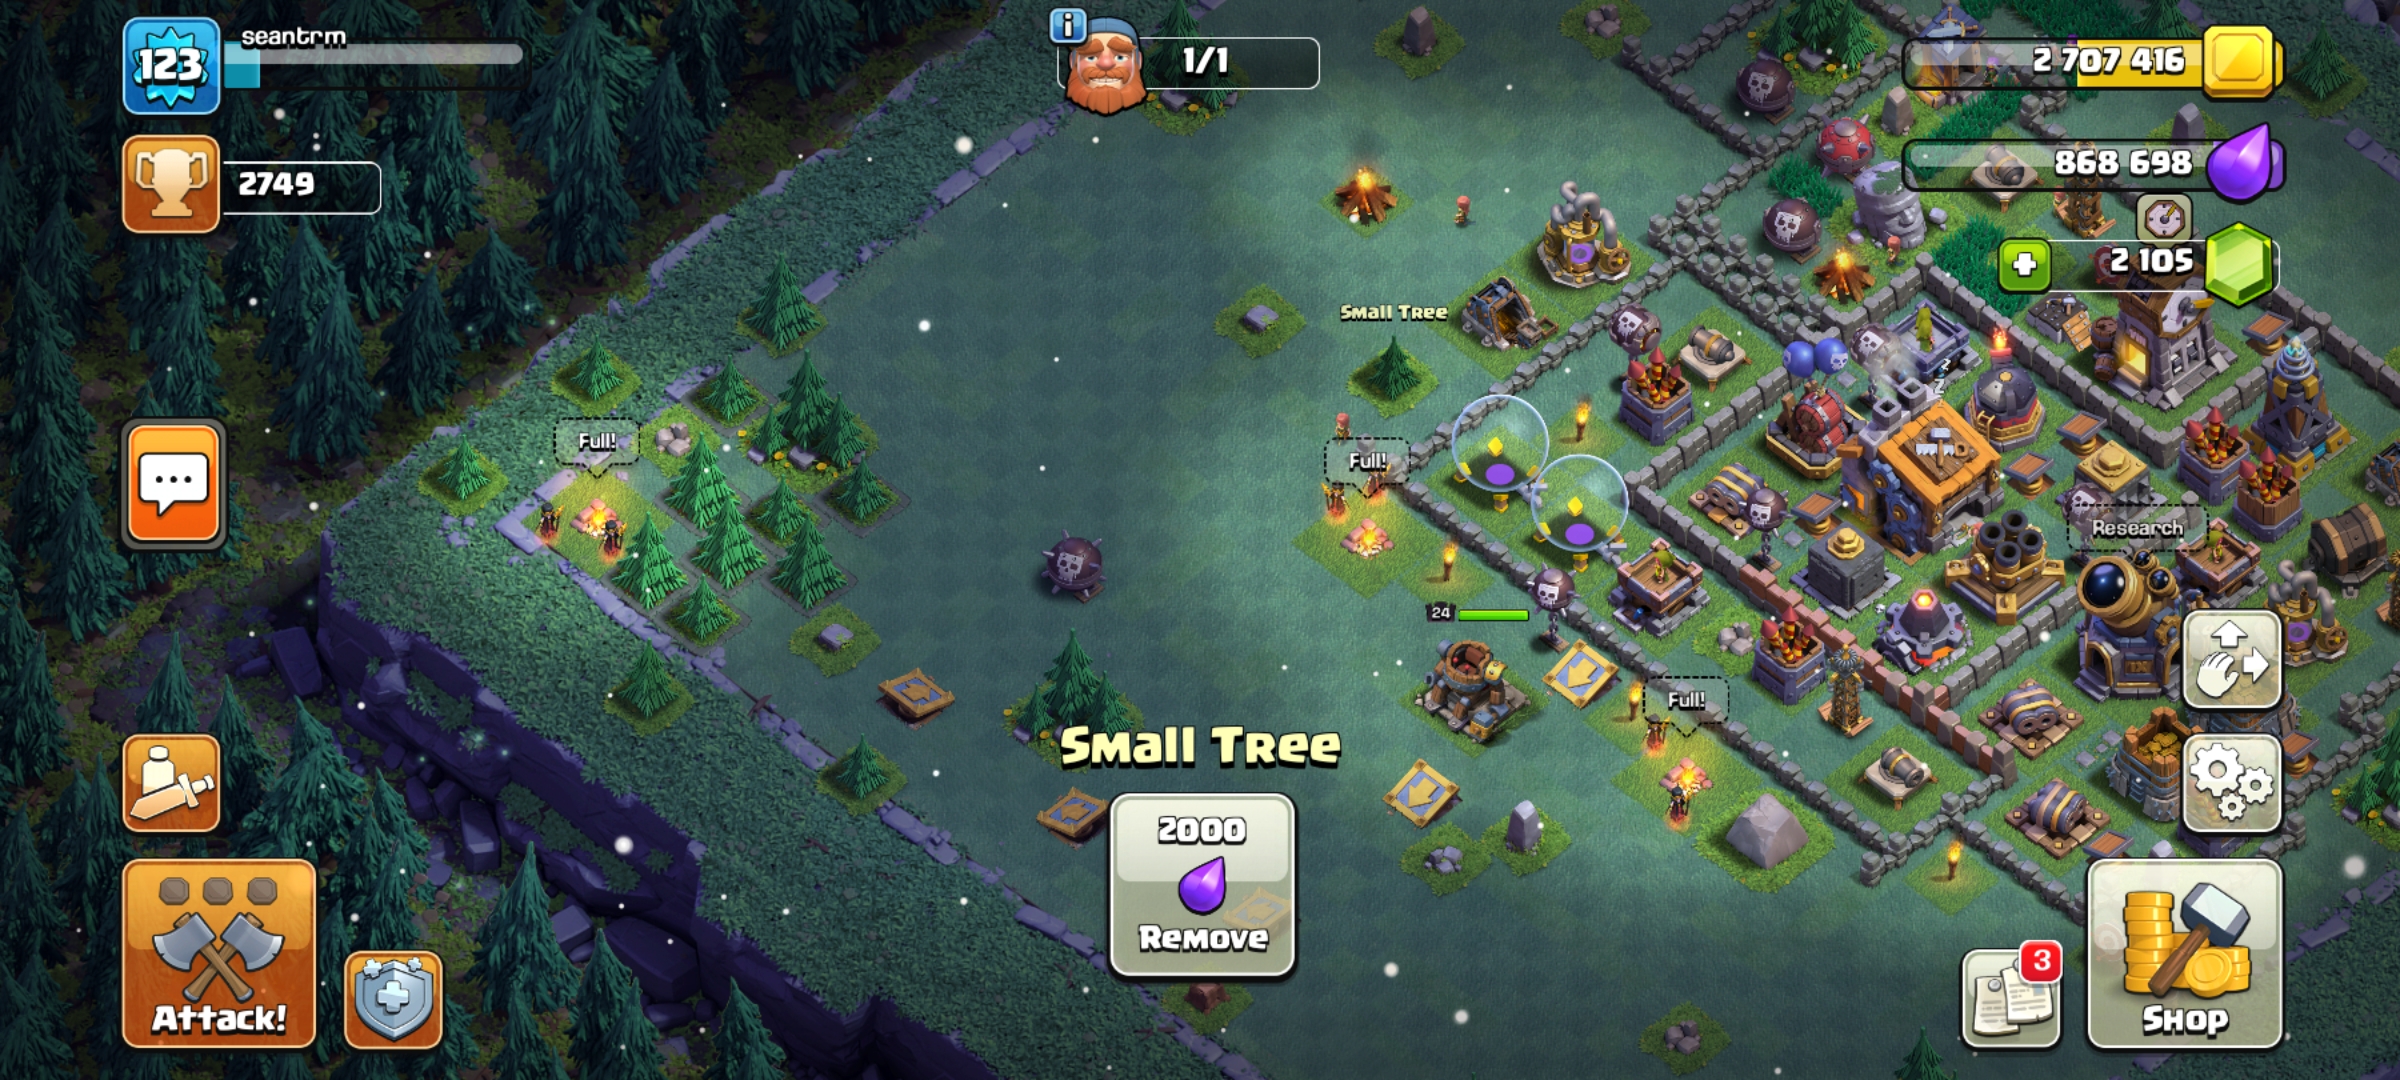 seantrm
123
i
1/1
2 707 416
2749
868 698
2 105
Small Tree
Full!
Full!
Research
24
Full!
Small Tree
2000
Remove
Attack!
3
Shop